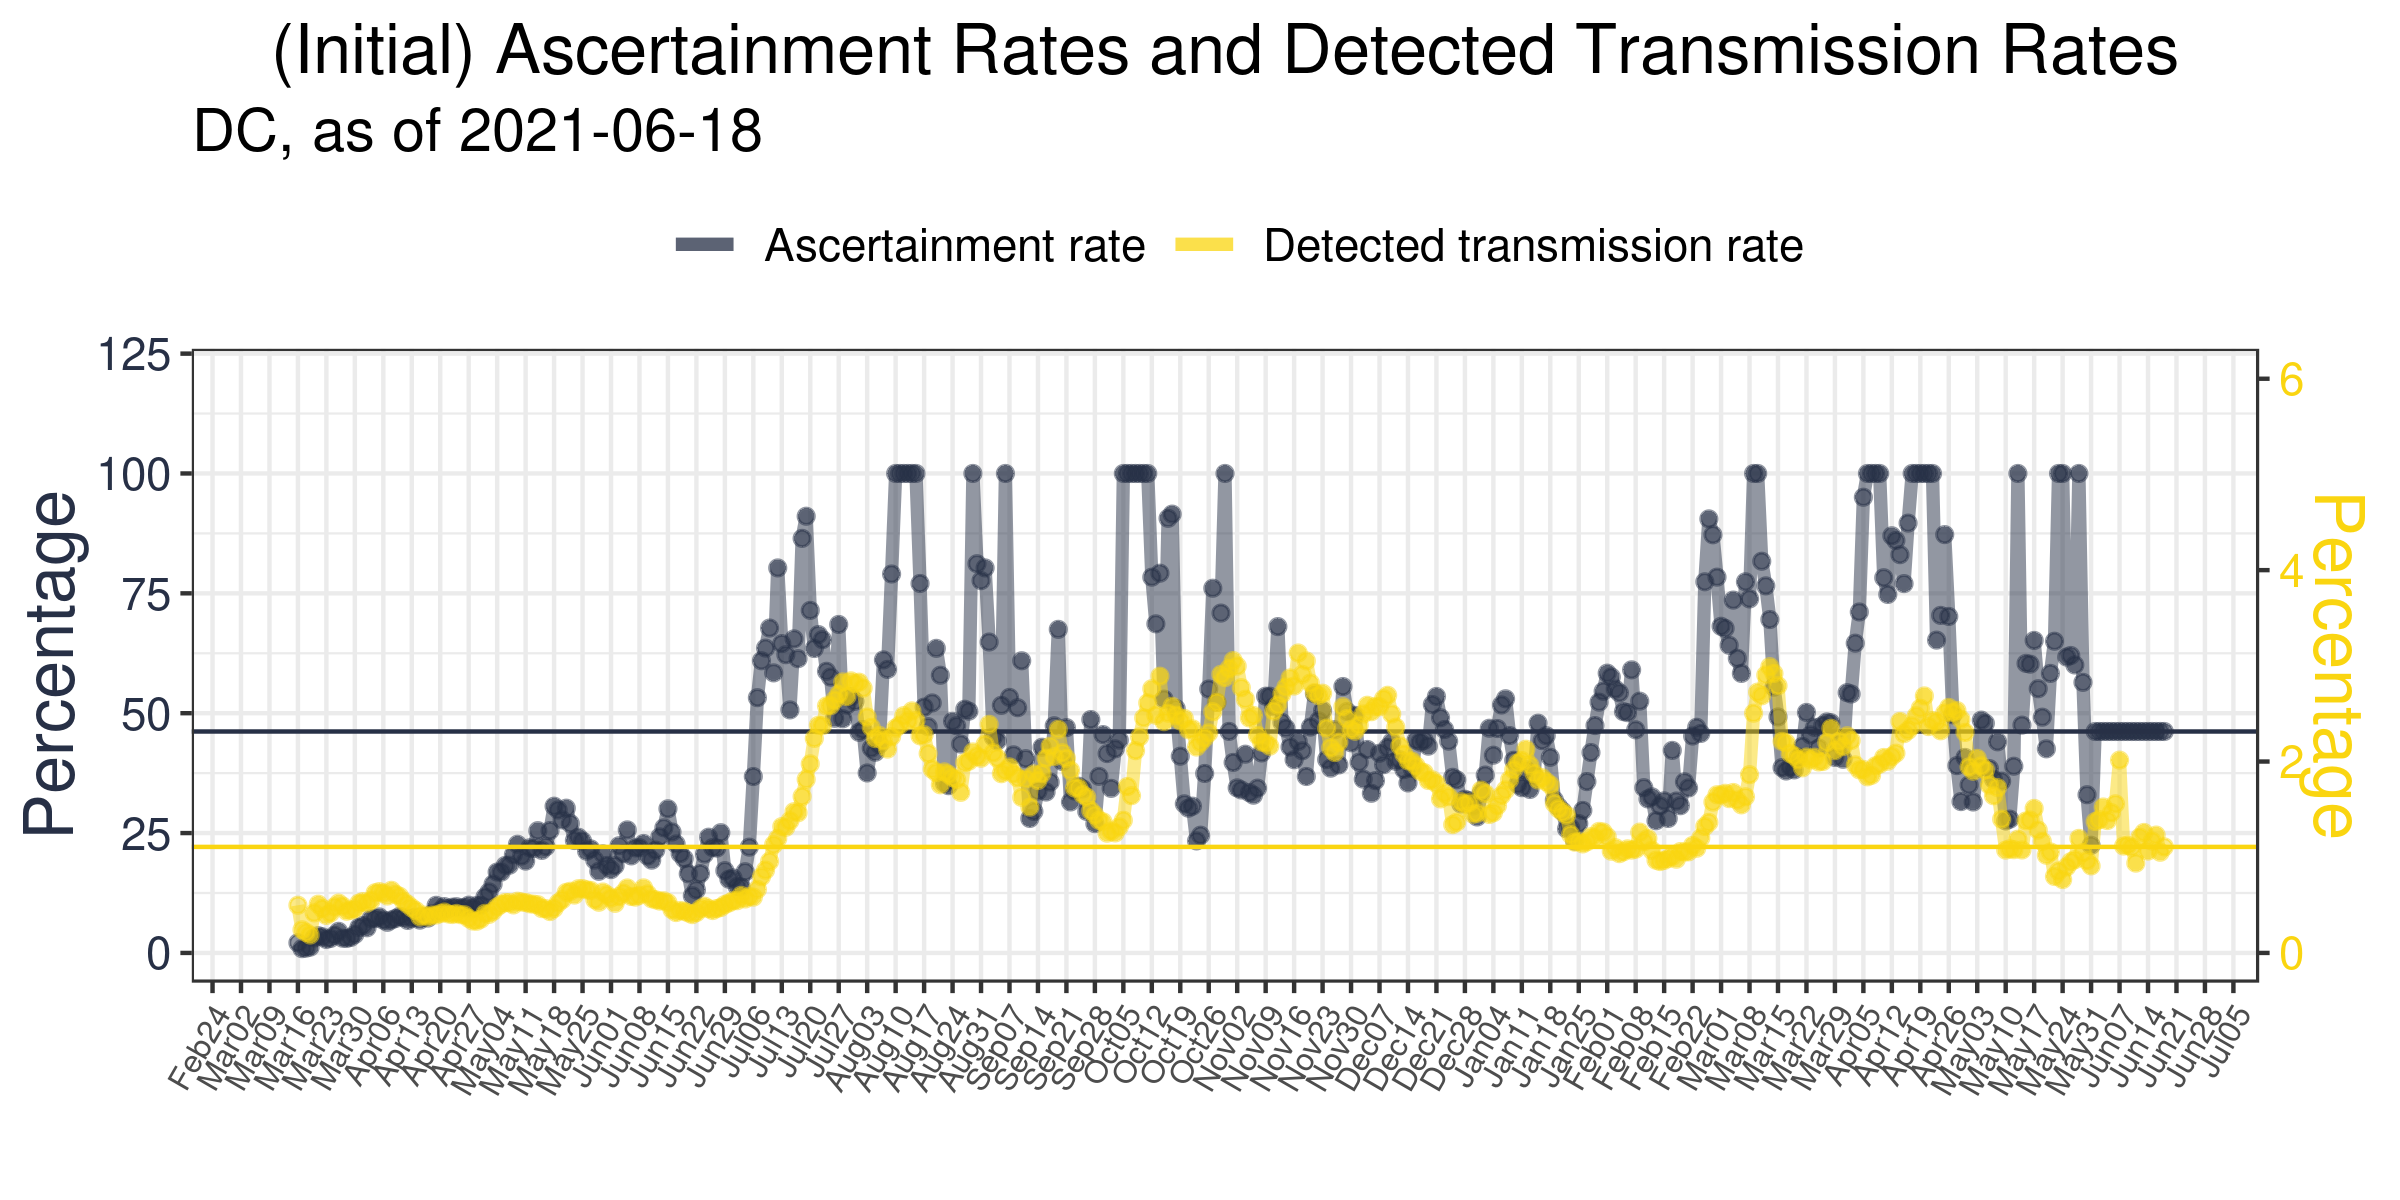 (Initial) Ascertainment Rates and Detected Transmission Rates
DC, as of 2021-06-18
Ascertainment rate
Detected transmission rate
Percentage
125
100
75
50
25
0
6
4
2
0
Percentage
Feb24
Mar02
Mar09
Mar16
Mar23
Mar30
Apr06
Apr13
Apr20
Apr27
May04
May11
May18
May25
Jun01
Jun08
Jun15
Jun22
Jun29
Jul06
Jul13
Jul20
Jul27
Aug03
Aug10
Aug17
Aug24
Aug31
Sep07
Sep14
Sep21
Sep28
Oct05
Oct12
Oct19
Oct26
Nov02
Nov09
Nov16
Nov23
Nov30
Dec07
Dec14
Dec21
Dec28
Jan04
Jan11
Jan18
Jan25
Feb01
Feb08
Feb15
Feb22
Mar01
Mar08
Mar15
Mar22
Mar29
Apr05
Apr12
Apr19
Apr26
May03
May10
May17
May24
May31
Jun07
Jun14
Jun21
Jun28
Jul05